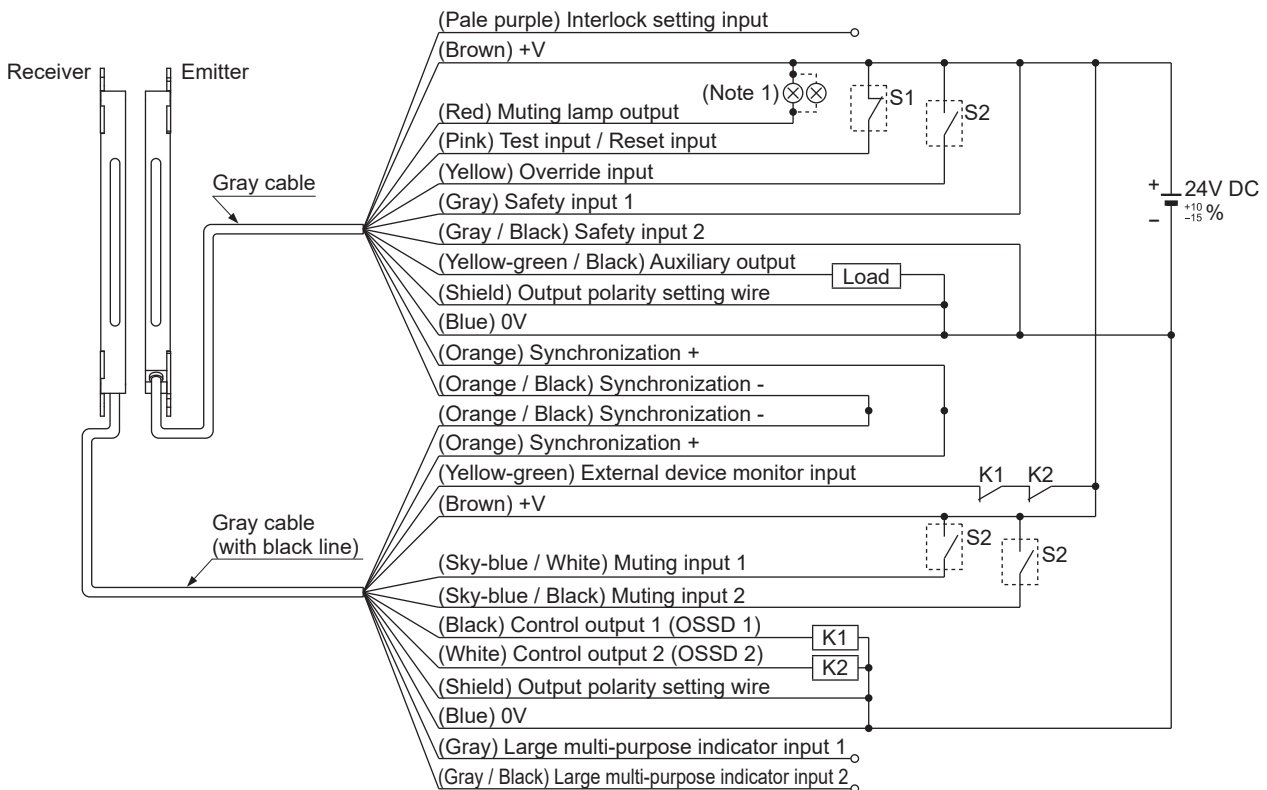 (Pale purple) Interlock setting input
(Brown) +V
Receiver
Emitter
(Note 1)
S1
S2
(Red) Muting lamp output
(Pink) Test input / Reset input
(Yellow) Override input
Gray cable
(Gray) Safety input 1
+
24V DC
+10
-15 %
−
(Gray / Black) Safety input 2
(Yellow-green / Black) Auxiliary output
Load
(Shield) Output polarity setting wire
(Blue) 0V
(Orange) Synchronization +
(Orange / Black) Synchronization -
(Orange / Black) Synchronization -
(Orange) Synchronization +
(Yellow-green) External device monitor input
K1
K2
(Brown) +V
Gray cable
(with black line)
S2
S2
(Sky-blue / White) Muting input 1
(Sky-blue / Black) Muting input 2
(Black) Control output 1 (OSSD 1)
K1
(White) Control output 2 (OSSD 2)
K2
(Shield) Output polarity setting wire
(Blue) 0V
(Gray) Large multi-purpose indicator input 1
(Gray / Black) Large multi-purpose indicator input 2